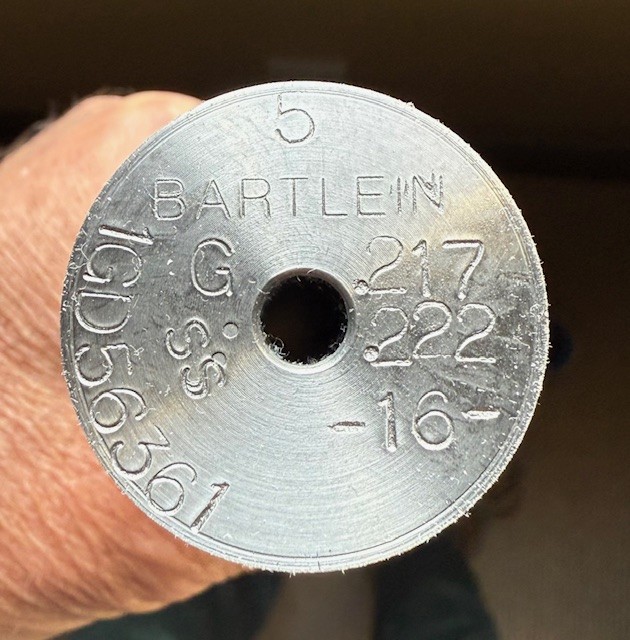 5
BARTLEIN
G .217
SS .222
-16-
1GD56361